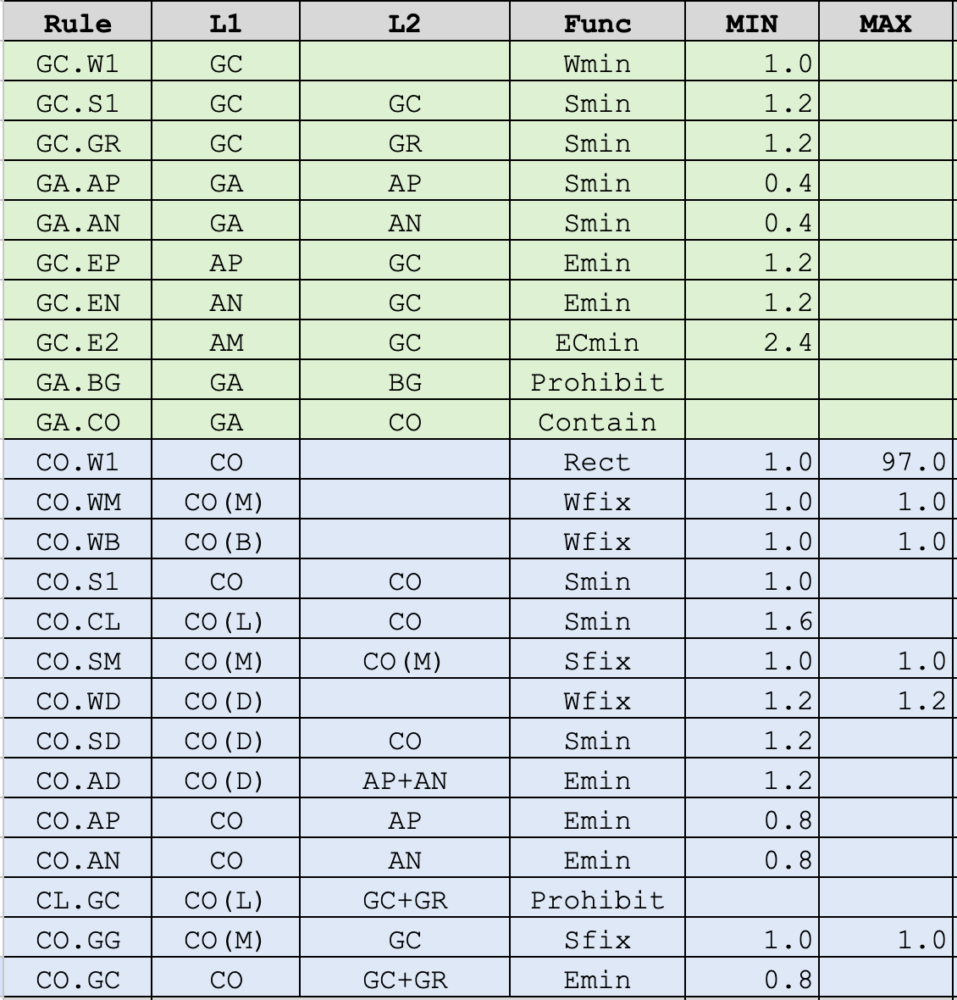 Rule L1 L2 Func MIN MAX
GC.W1 GC Wmin 1.0
GC.S1 GC GC Smin 1.2
GC.GR GC GR Smin 1.2
GA.AP GA AP Smin 0.4
GA.AN GA AN Smin 0.4
GC.EP AP GC Emin 1.2
GC.EN AN GC Emin 1.2
GC.E2 AM GC ECmin 2.4
GA.BG GA BG Prohibit
GA.CO GA CO Contain
CO.W1 CO Rect 1.0 97.0
CO.WM CO(M) Wfix 1.0 1.0
CO.WB CO(B) Wfix 1.0 1.0
CO.S1 CO CO Smin 1.0
CO.CL CO(L) CO Smin 1.6
CO.SM CO(M) CO(M) Sfix 1.0 1.0
CO.WD CO(D) Wfix 1.2 1.2
CO.SD CO(D) CO Smin 1.2
CO.AD CO(D) AP+AN Emin 1.2
CO.AP CO AP Emin 0.8
CO.AN CO AN Emin 0.8
CL.GC CO(L) GC+GR Prohibit
CO.GG CO(M) GC Sfix 1.0 1.0
CO.GC CO GC+GR Emin 0.8